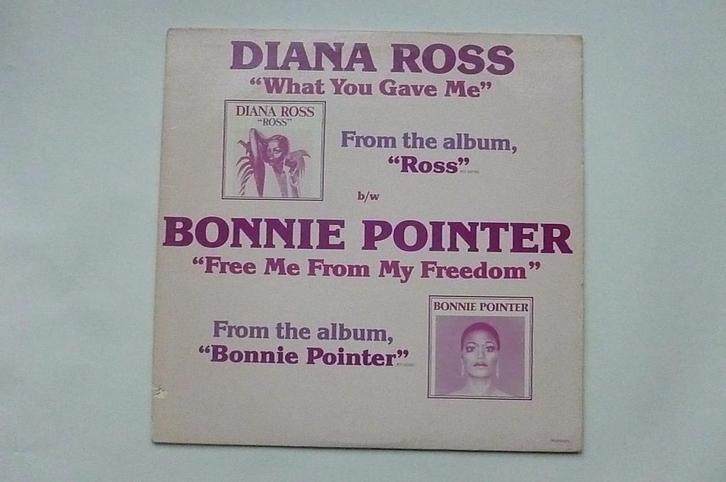 DIANA ROSS
“What You Gave Me”
DIANA ROSS
“ROSS”
From the album,
“Ross”
b/w
BONNIE POINTER
“Free Me From My Freedom”
BONNIE POINTER
From the album,
“Bonnie Pointer”